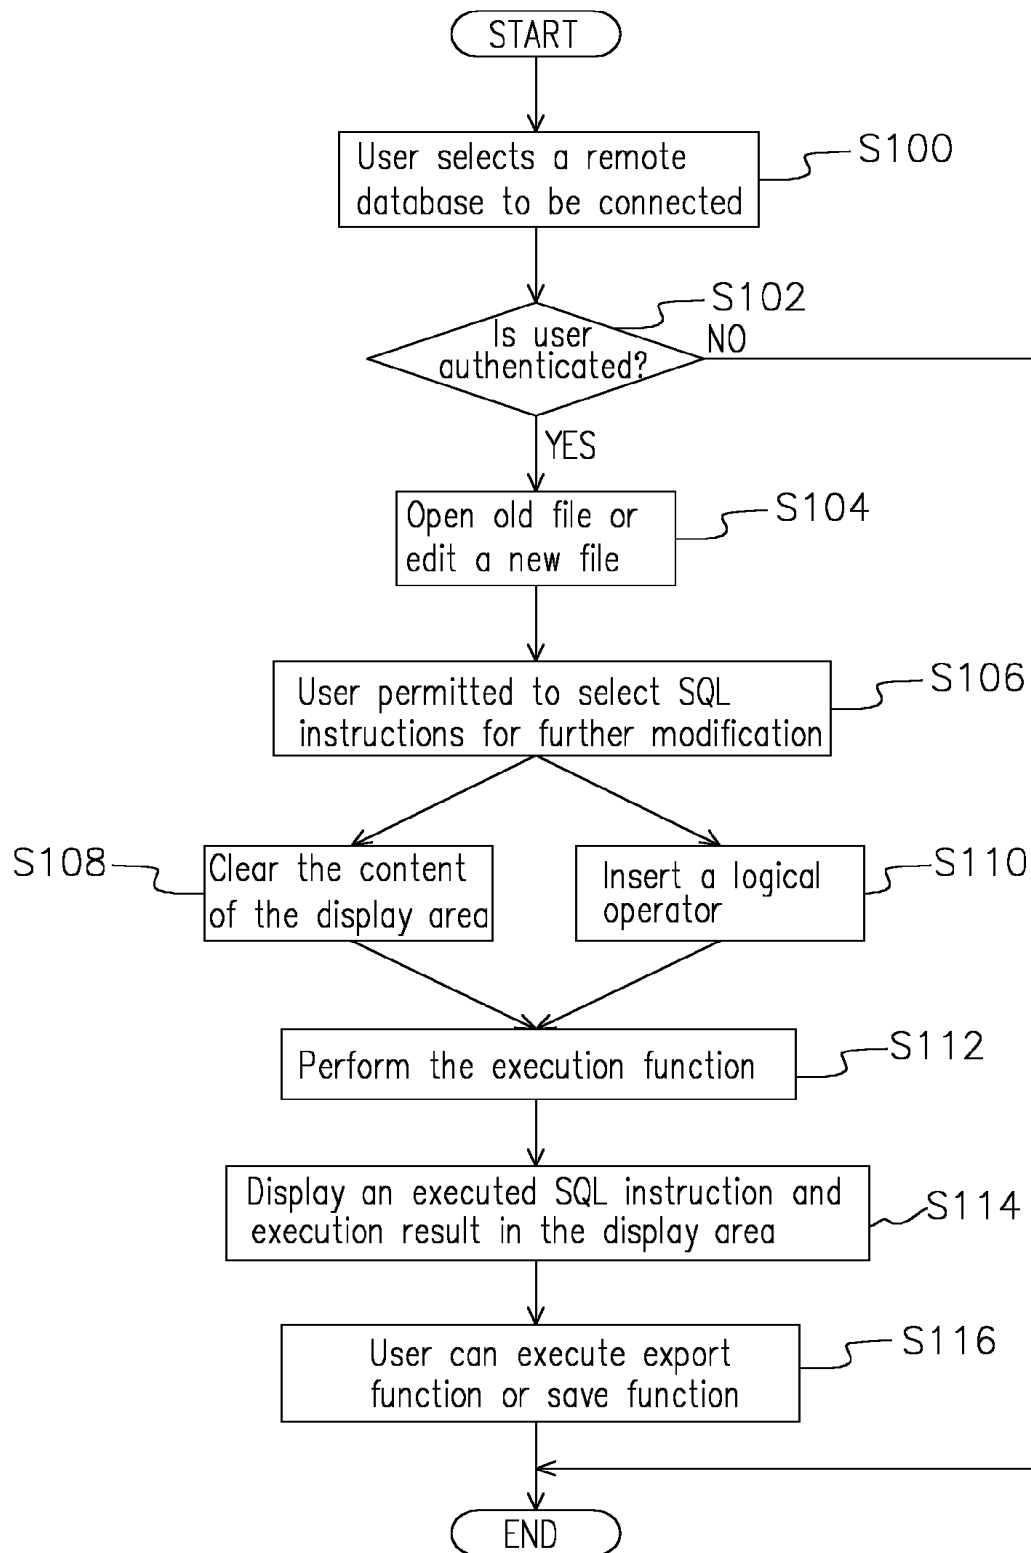 START
User selects a remote
database to be connected
S100
S102
Is user
authenticated?
NO
YES
Open old file or
edit a new file
S104
User permitted to select SQL
instructions for further modification
S106
S108
Clear the content
of the display area
Insert a logical
operator
S110
Perform the execution function
S112
Display an executed SQL instruction and
execution result in the display area
S114
User can execute export
function or save function
S116
END